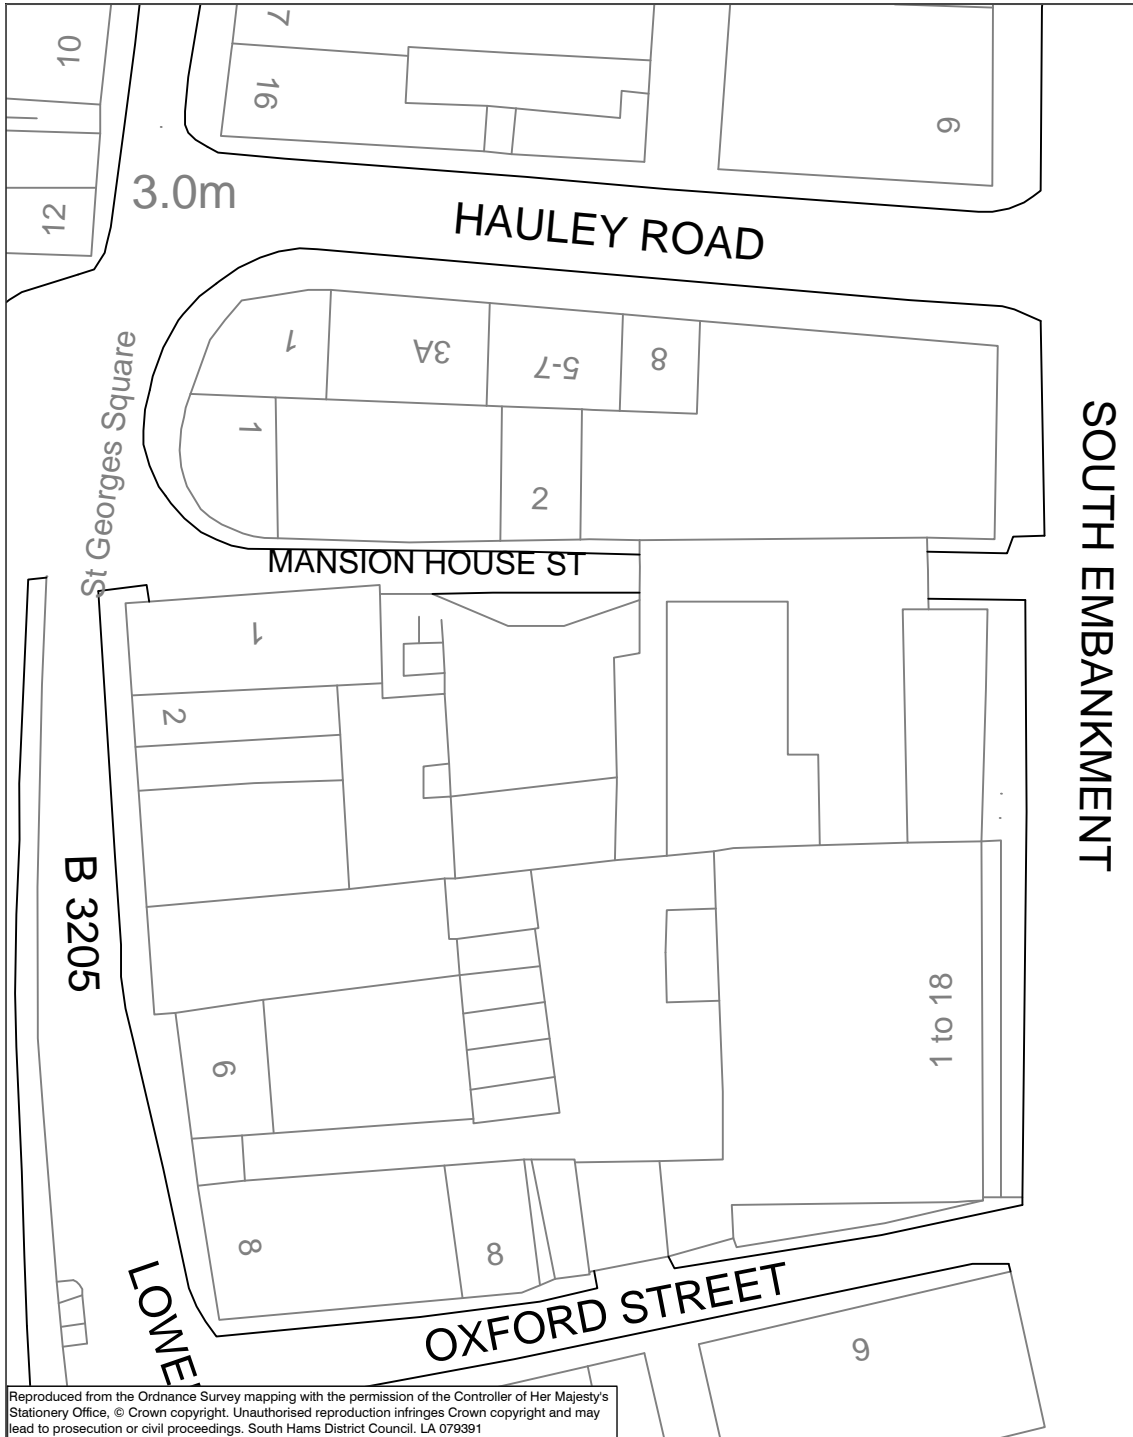 10
7
16
9
12
3.0m
HAULEY ROAD
St Georges Square
1
3A
5-7
8
1
2
SOUTH EMBANKMENT
MANSION HOUSE ST
1
2
B 3205
1 to 18
6
8
8
LOWE
OXFORD STREET
9
Reproduced from the Ordnance Survey mapping with the permission of the Controller of Her Majesty's
Stationery Office, © Crown copyright. Unauthorised reproduction infringes Crown copyright and may
lead to prosecution or civil proceedings. South Hams District Council. LA 079391